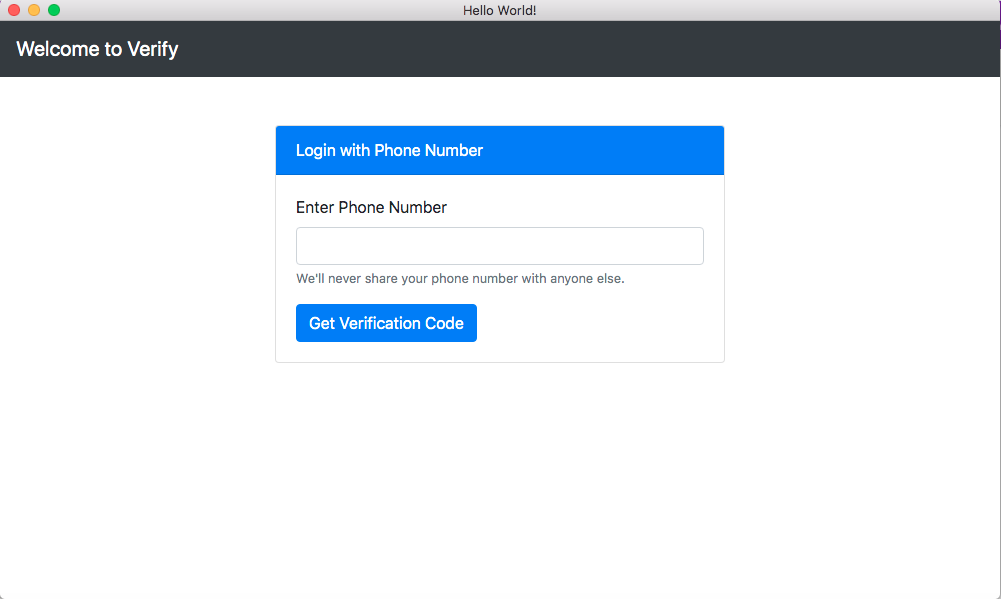 Hello World!
Welcome to Verify
Login with Phone Number
Enter Phone Number
We'll never share your phone number with anyone else.
Get Verification Code